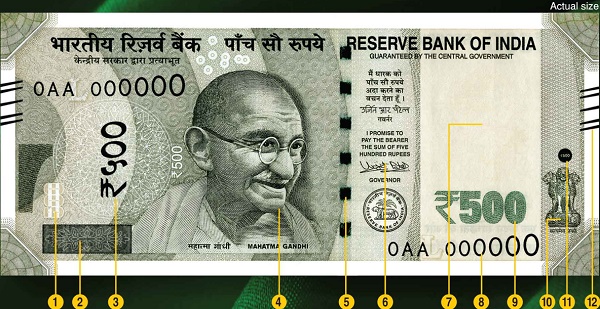 Actual size
भारतीय रिज़र्व बैंक पाँच सौ रुपये
केन्द्रीय सरकार द्वारा प्रत्याभूत
RESERVE BANK OF INDIA
GUARANTEED BY THE CENTRAL GOVERNMENT
0AA 000000
मैं धारक को
पाँच सौ रुपये
अदा करने का
वचन देता हूँ ।
गवर्नर
I PROMISE TO
PAY THE BEARER
THE SUM OF FIVE
HUNDRED RUPEES
GOVERNOR
₹५००
₹500
₹500
0AA 000000
महात्मा गांधी MAHATMA GANDHI
1 2 3 4 5 6 7 8 9 10 11 12